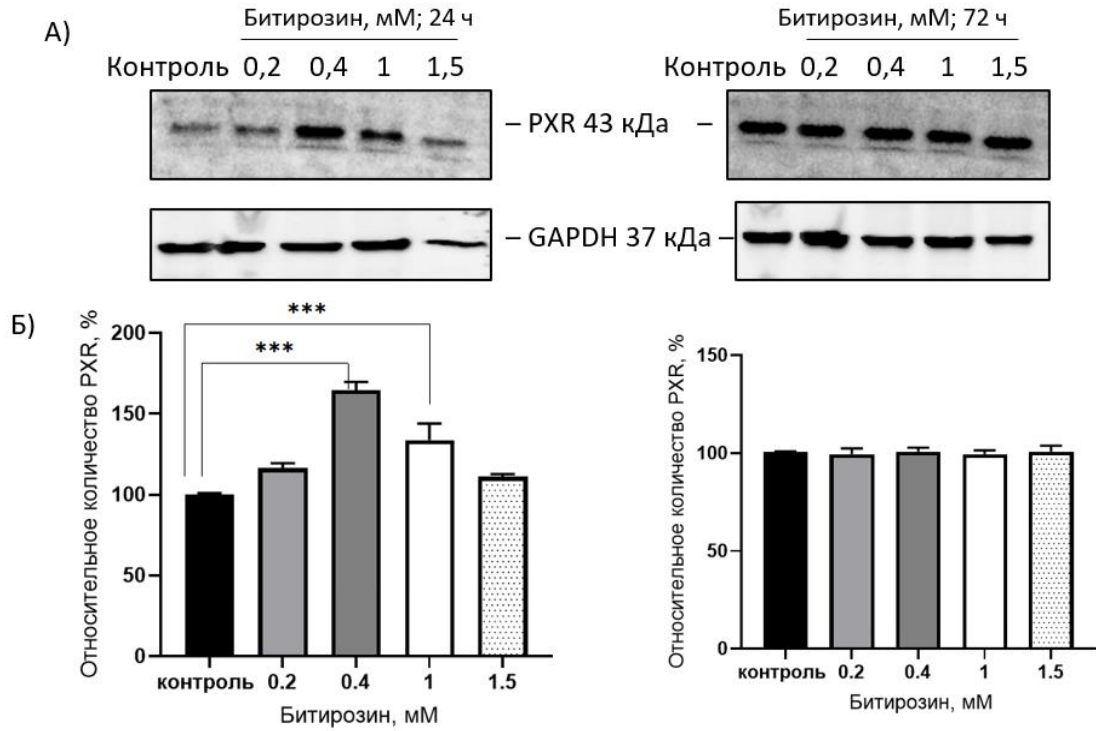 А)
Битирозин, мМ; 24 ч
Контроль 0,2 0,4 1 1,5
Битирозин, мМ; 72 ч
Контроль 0,2 0,4 1 1,5
– PXR 43 кДа –
– GAPDH 37 кДа –
Б)
Относительное количество PXR, %
200
150
100
50
0
***
***
контроль 0.2 0.4 1 1.5
Битирозин, мМ
Относительное количество PXR, %
150
100
50
0
контроль 0.2 0.4 1 1.5
Битирозин, мМ